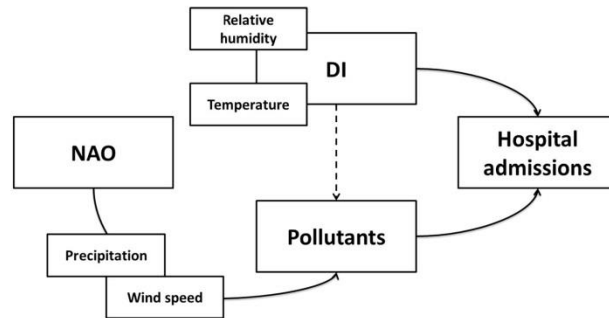 Relative
humidity
DI
Temperature
NAO
Hospital
admissions
Pollutants
Precipitation
Wind speed